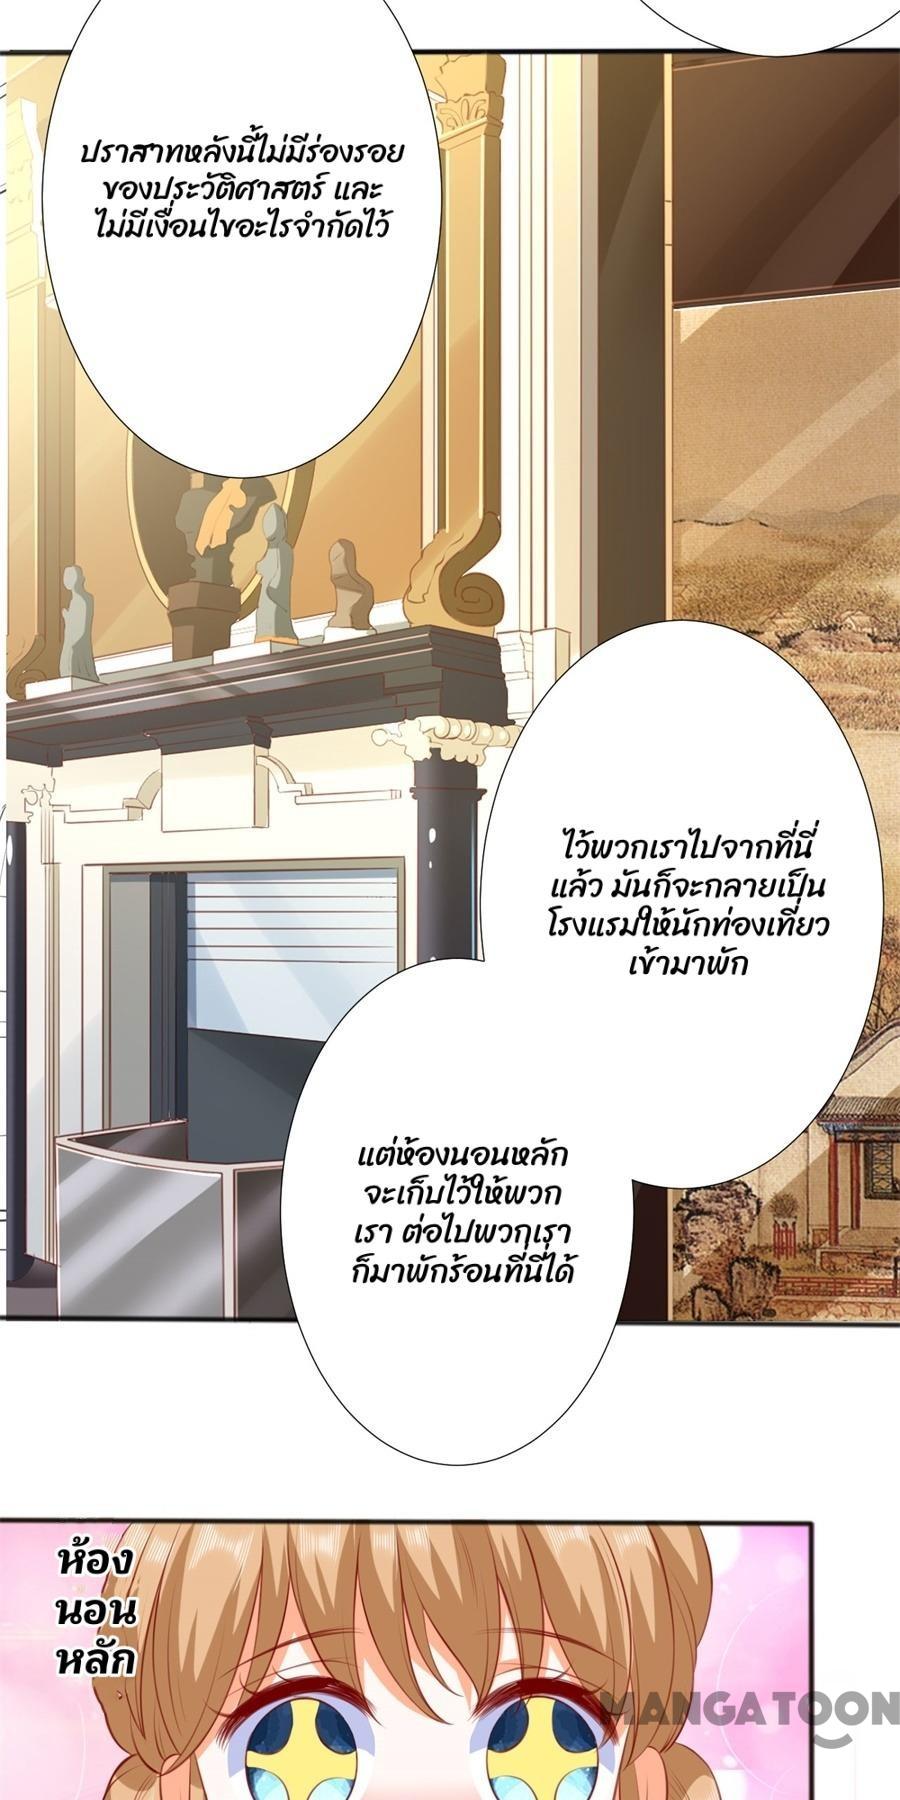 ปราสาทหลังนี้ไม่มีร่องรอย
ของประวัติศาสตร์ และ
ไม่มีเงื่อนไขอะไรจำกัดไว้
ไว้พวกเราไปจากที่นี่
แล้ว มันก็จะกลายเป็น
โรงแรมให้นักท่องเที่ยว
เข้ามาพัก
แต่ห้องนอนหลัก
จะเก็บไว้ให้พวก
เรา ต่อไปพวกเรา
ก็มาพักร้อนที่นี่ได้
ห้อง
นอน
หลัก
MANGATOON